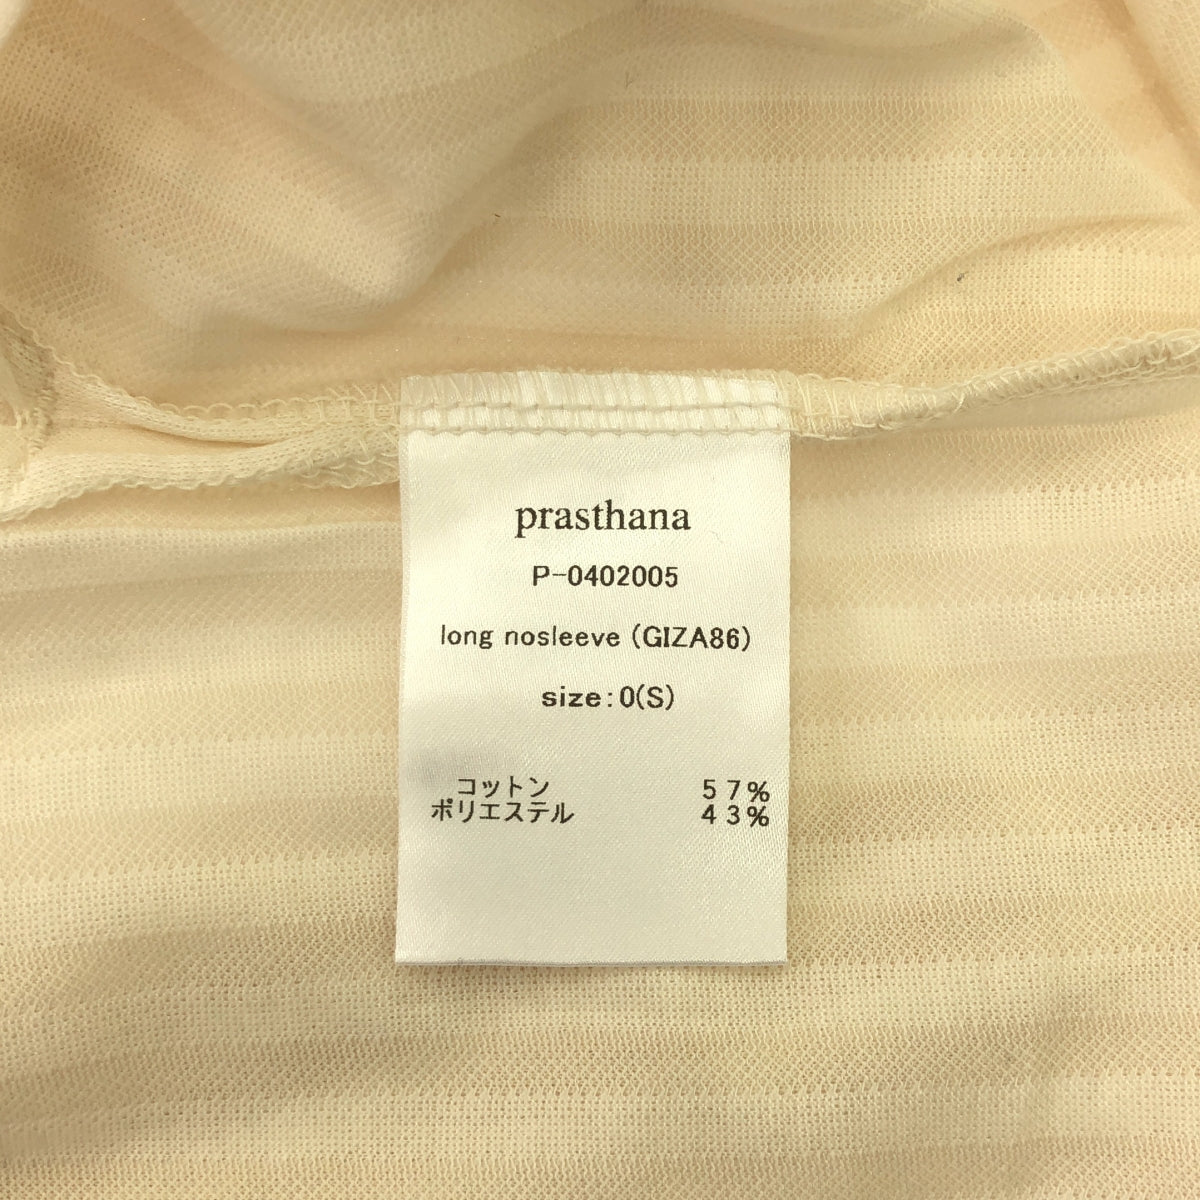 prasthana
P-0402005
long nosleeve (GIZA86)
size:0(S)
コットン 57%
ポリエステル 43%